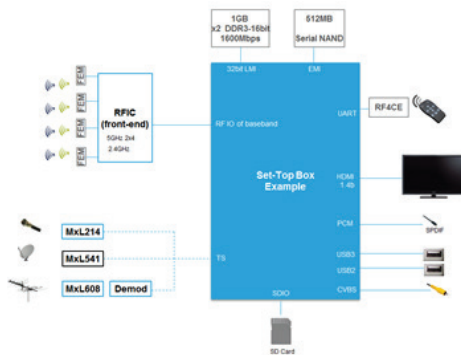 1GB
x2 DDR3-16bit
1600Mbps
512MB
Serial NAND
32bit LMI
EMI
FEM
FEM
FEM
FEM
RFIC
(front-end)
5GHz 2x4
2.4GHz
RF IO of baseband
UART
RF4CE
Set-Top Box
Example
HDMI
1.4b
PCM
SPDIF
MxL214
MxL541
MxL608
Demod
TS
USB3
USB2
CVBS
SDIO
SD Card